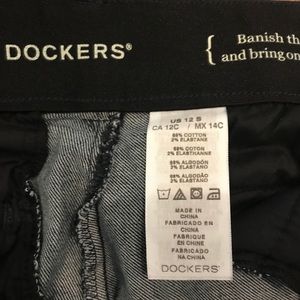 DOCKERS®
{ Banish th
and bring on
US 12 S
CA 12C / MX 14C
98% COTTON
2% ELASTANE
98% COTON
2% ELASTHANNE
98% ALGODÓN
2% ELASTANO
98% ALGODÃO
2% ELASTANO
MADE IN
CHINA
FABRICADO EN
CHINA
FABRIQUE EN
CHINE
FABRICADO
NA CHINA
DOCKERS®